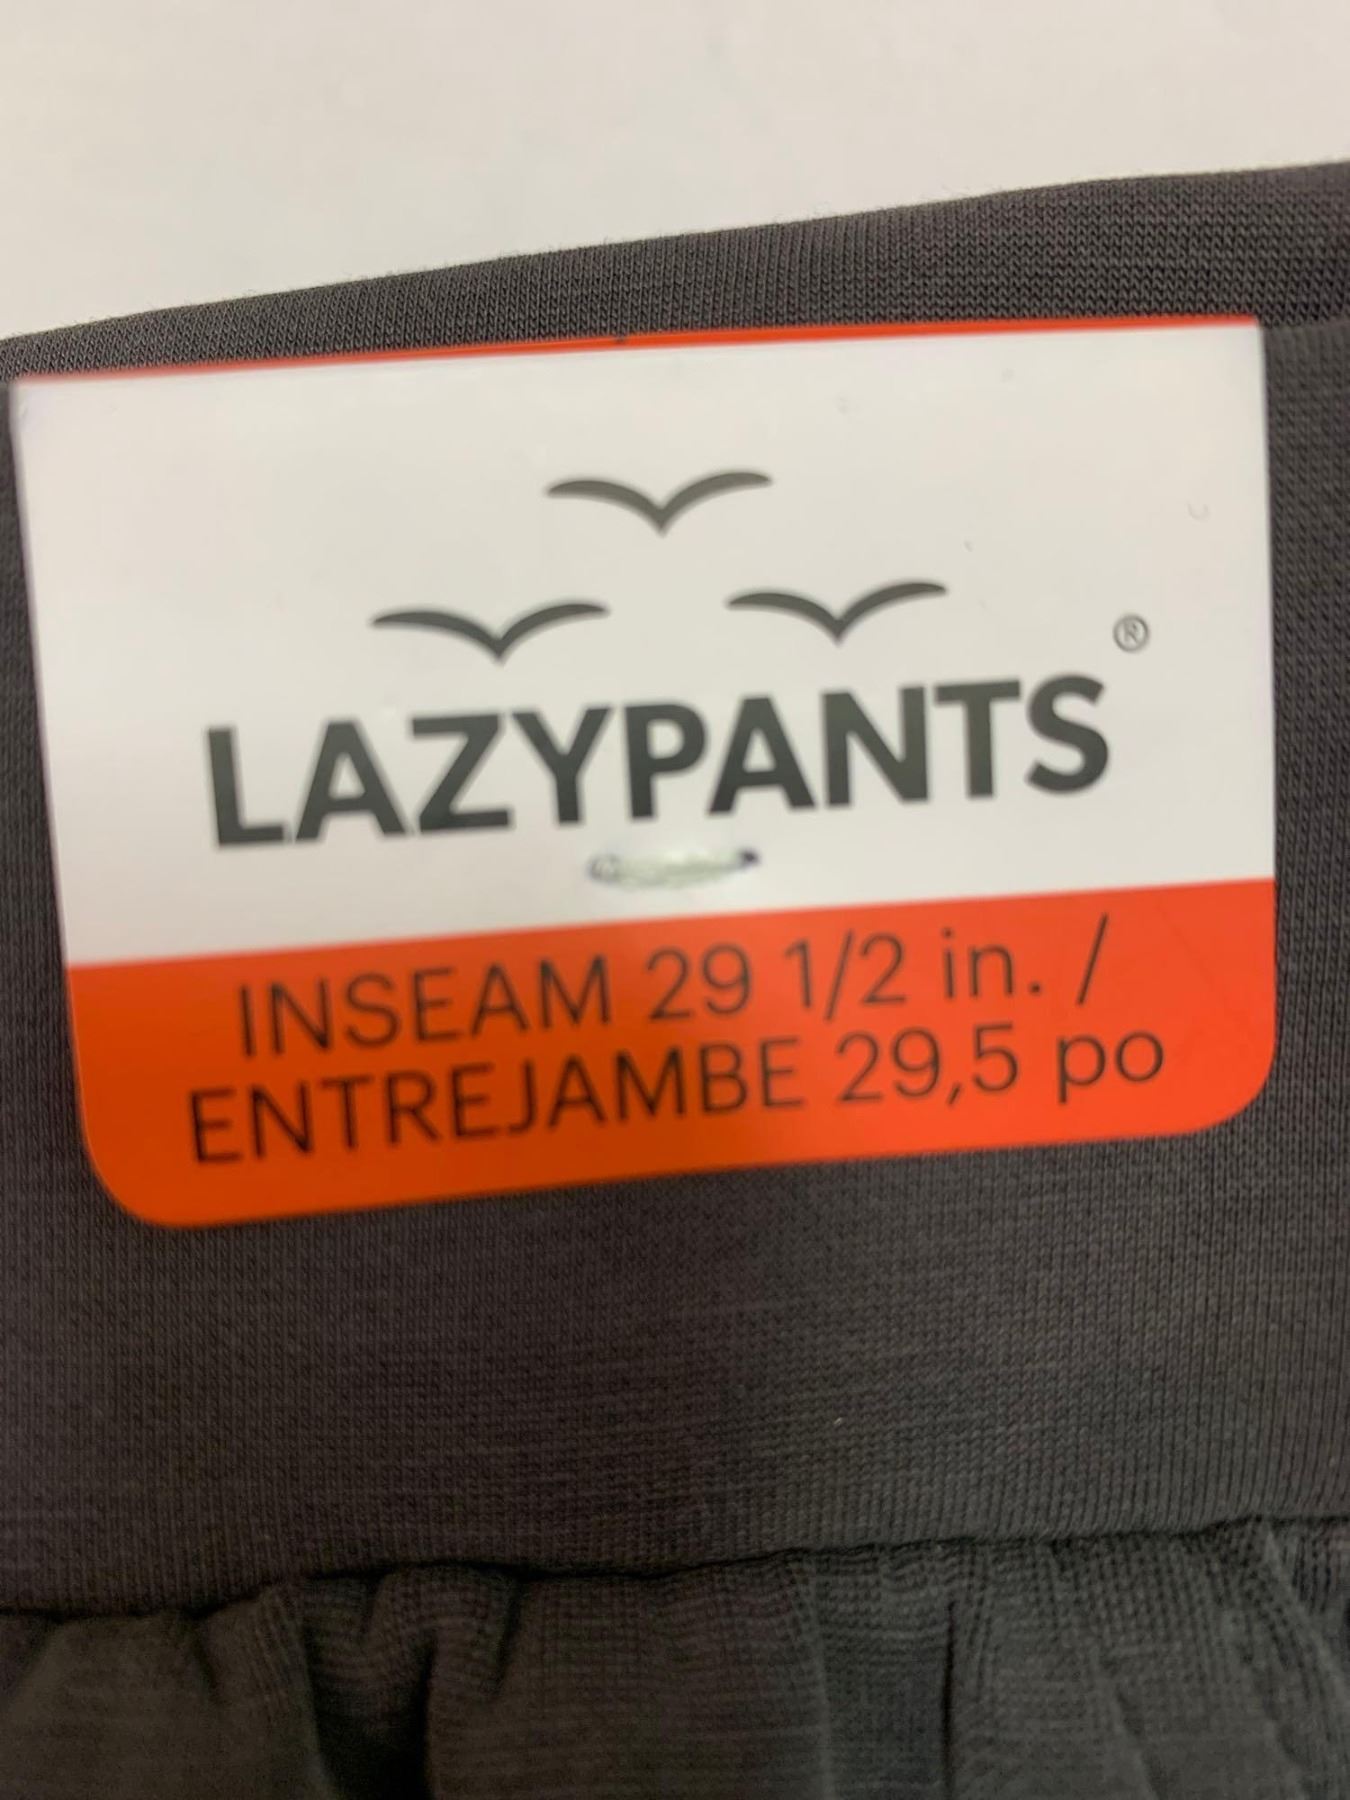 LAZYPANTS®
INSEAM 29 1/2 in. /
ENTREJAMBE 29,5 po